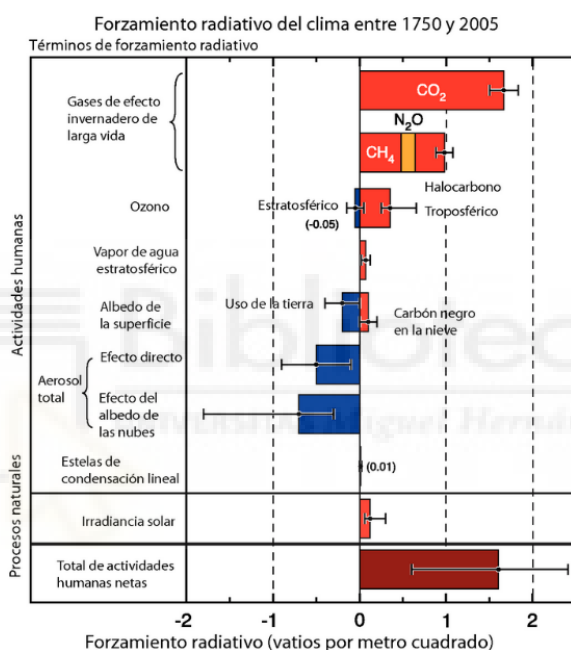 Forzamiento radiativo del clima entre 1750 y 2005
Términos de forzamiento radiativo
Actividades humanas
Gases de efecto
invernadero de
larga vida
CO2
N2O
CH4
Halocarbono
Ozono
Estratosférico
(-0.05)
Troposférico
Vapor de agua
estratosférico
Albedo de
la superficie
Uso de la tierra
Carbón negro
en la nieve
Aerosol
total
Efecto directo
Efecto del
albedo de
las nubes
Estelas de
condensación lineal
(0.01)
Procesos naturales
Irradiancia solar
Total de actividades
humanas netas
-2 -1 0 1 2
Forzamiento radiativo (vatios por metro cuadrado)
Bibliotec
UNIVERSITAS Miguel Hernán